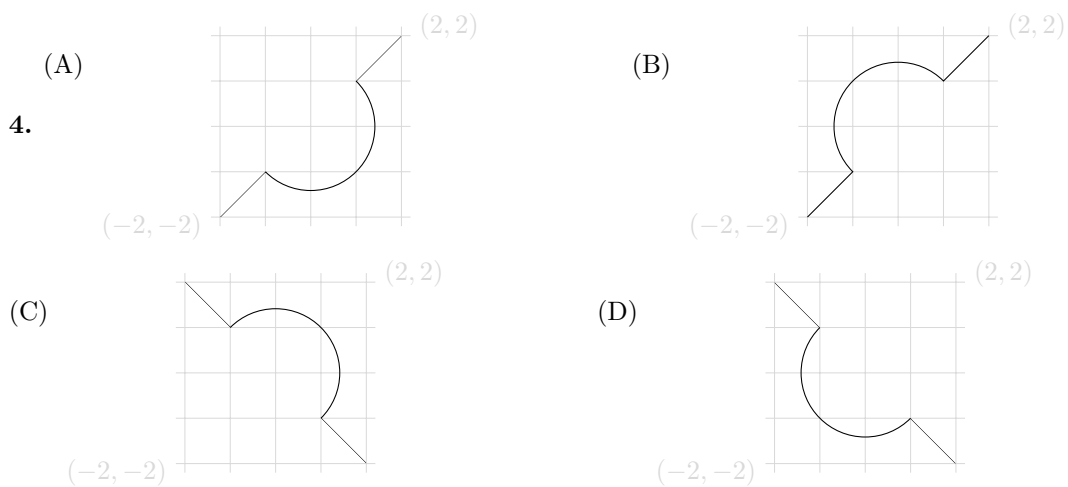 (2, 2) (2, 2)
(A) (B)
4.
(−2, −2) (−2, −2)
(2, 2) (2, 2)
(C) (D)
(−2, −2) (−2, −2)